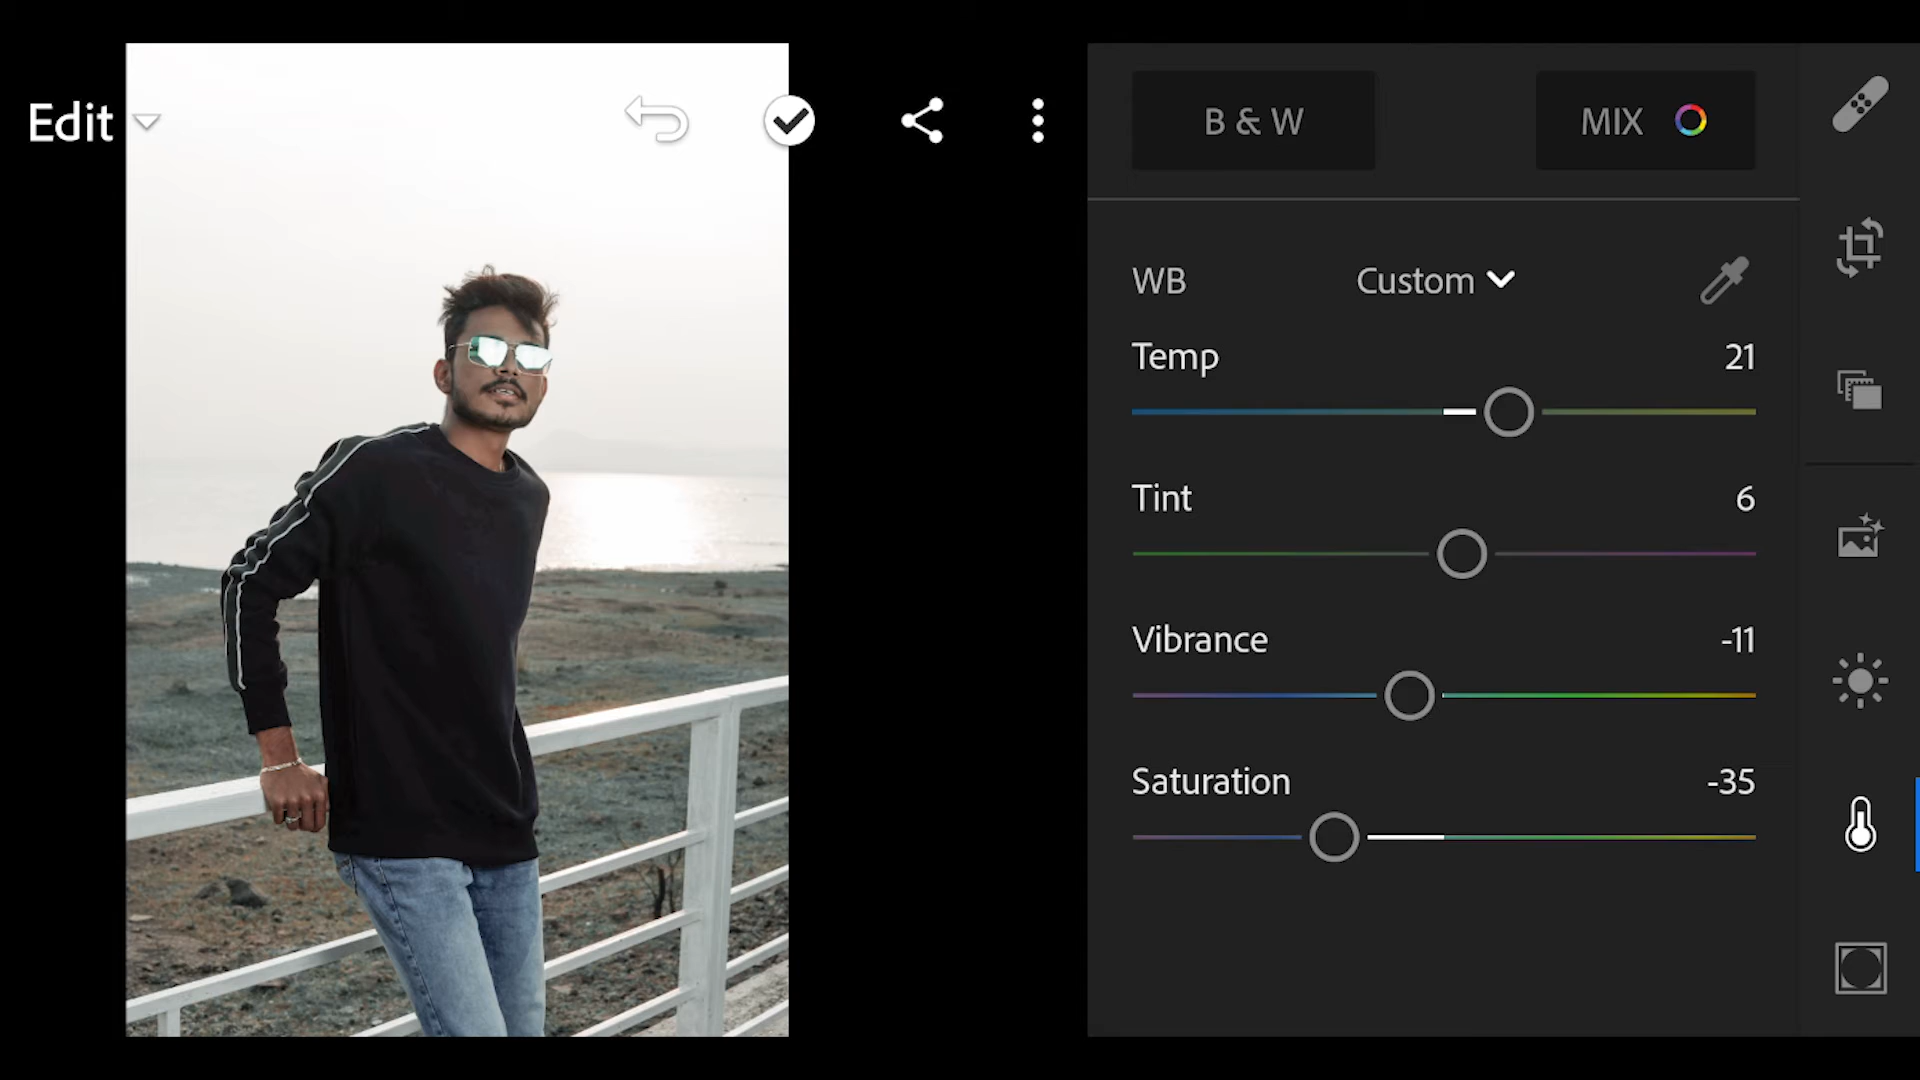 Edit
B & W
MIX
WB
Custom
Temp
21
Tint
6
Vibrance
-11
Saturation
-35